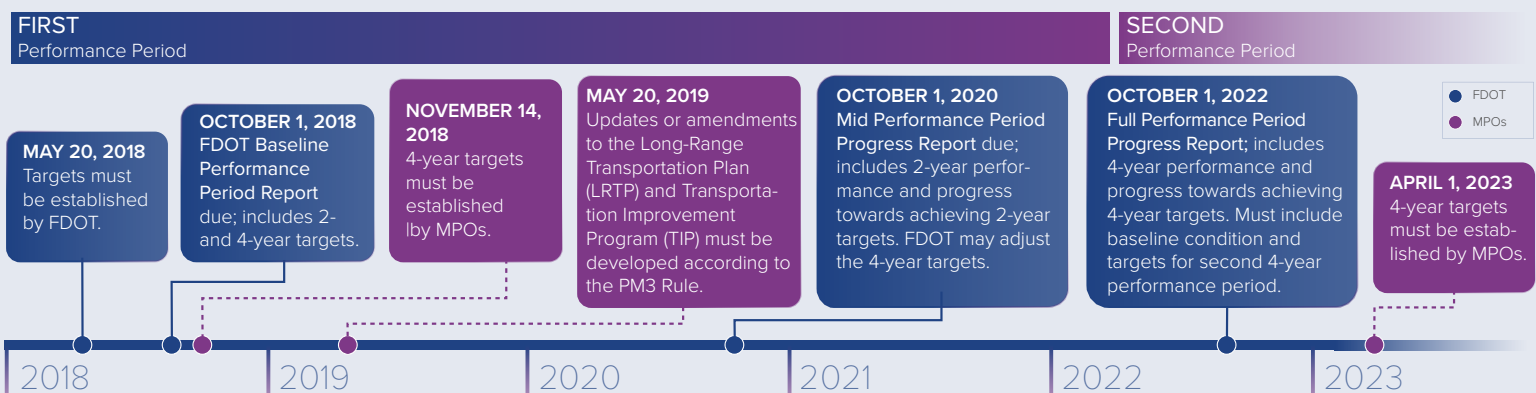 FIRST
Performance Period
SECOND
Performance Period
MAY 20, 2018
Targets must
be established
by FDOT.
OCTOBER 1, 2018
FDOT Baseline
Performance
Period Report
due; includes 2-
and 4-year targets.
NOVEMBER 14,
2018
4-year targets
must be
established
lby MPOs.
MAY 20, 2019
Updates or amendments
to the Long-Range
Transportation Plan
(LRTP) and Transporta-
tion Improvement
Program (TIP) must be
developed according to
the PM3 Rule.
OCTOBER 1, 2020
Mid Performance Period
Progress Report due;
includes 2-year perfor-
mance and progress
towards achieving 2-year
targets. FDOT may adjust
the 4-year targets.
OCTOBER 1, 2022
Full Performance Period
Progress Report; includes
4-year performance and
progress towards achieving
4-year targets. Must include
baseline condition and
targets for second 4-year
performance period.
FDOT
MPOs
APRIL 1, 2023
4-year targets
must be estab-
lished by MPOs.
2018
2019
2020
2021
2022
2023